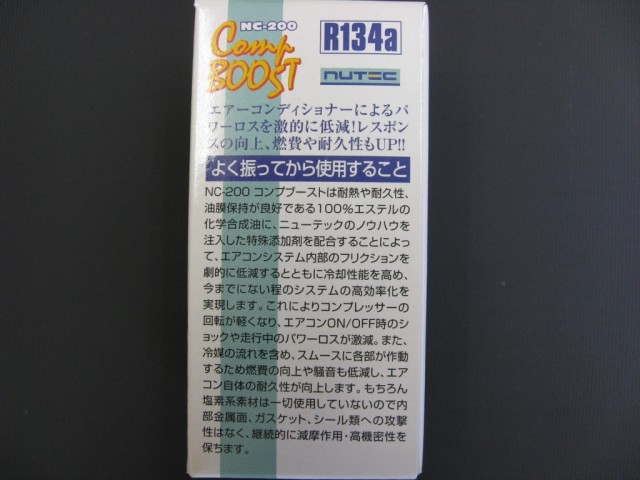 NC-200
Comp
BOOST
R134a
NUTEC
エアーコンディショナーによるパ
ワーロスを激的に低減!レスポン
スの向上、燃費や耐久性もUP!!
よく振ってから使用すること
NC-200 コンプブーストは耐熱や耐久性、
油膜保持が良好である100%エステルの
化学合成油に、ニューテックのノウハウを
注入した特殊添加剤を配合することによっ
て、エアコンシステム内部のフリクションを
劇的に低減するとともに冷却性能を高め、
今までにない程のシステムの高効率化を
実現します。これによりコンプレッサーの
回転が軽くなり、エアコンON/OFF時のシ
ョックや走行中のパワーロスが激減。また、
冷媒の流れを含め、スムースに各部が作動
するため燃費の向上や騒音も低減し、エア
コン自体の耐久性が向上します。もちろん
塩素系素材は一切使用していないので内
部金属面、ガスケット、シール類への攻撃
性はなく、継続的に減摩作用・高機密性を
保ちます。